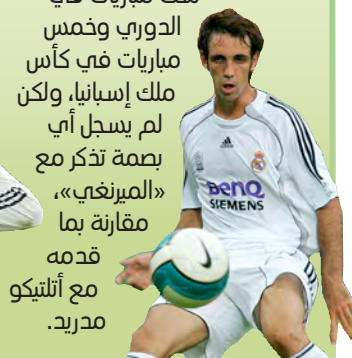 الدوري وخمس
مباريات في كأس
ملك إسبانيا، ولكن
لم يسجل أي
بصمة تذكر مع
«الميرنغي»،
مقارنة بما
قدمه
مع أتلتيكو
مدريد.
BenQ
SIEMENS